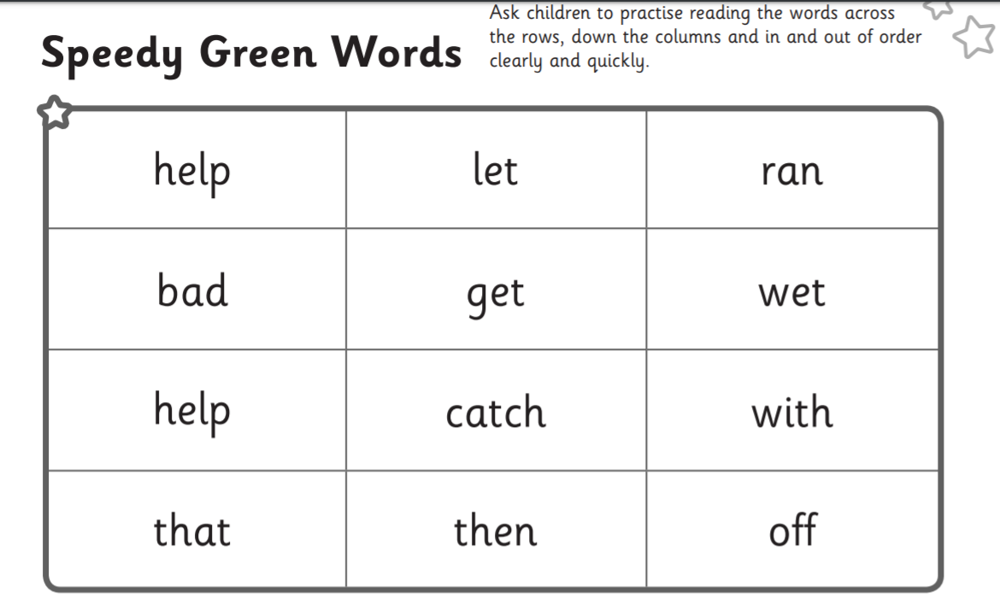 Speedy Green Words
Ask children to practise reading the words across
the rows, down the columns and in and out of order
clearly and quickly.
help let ran
bad get wet
help catch with
that then off